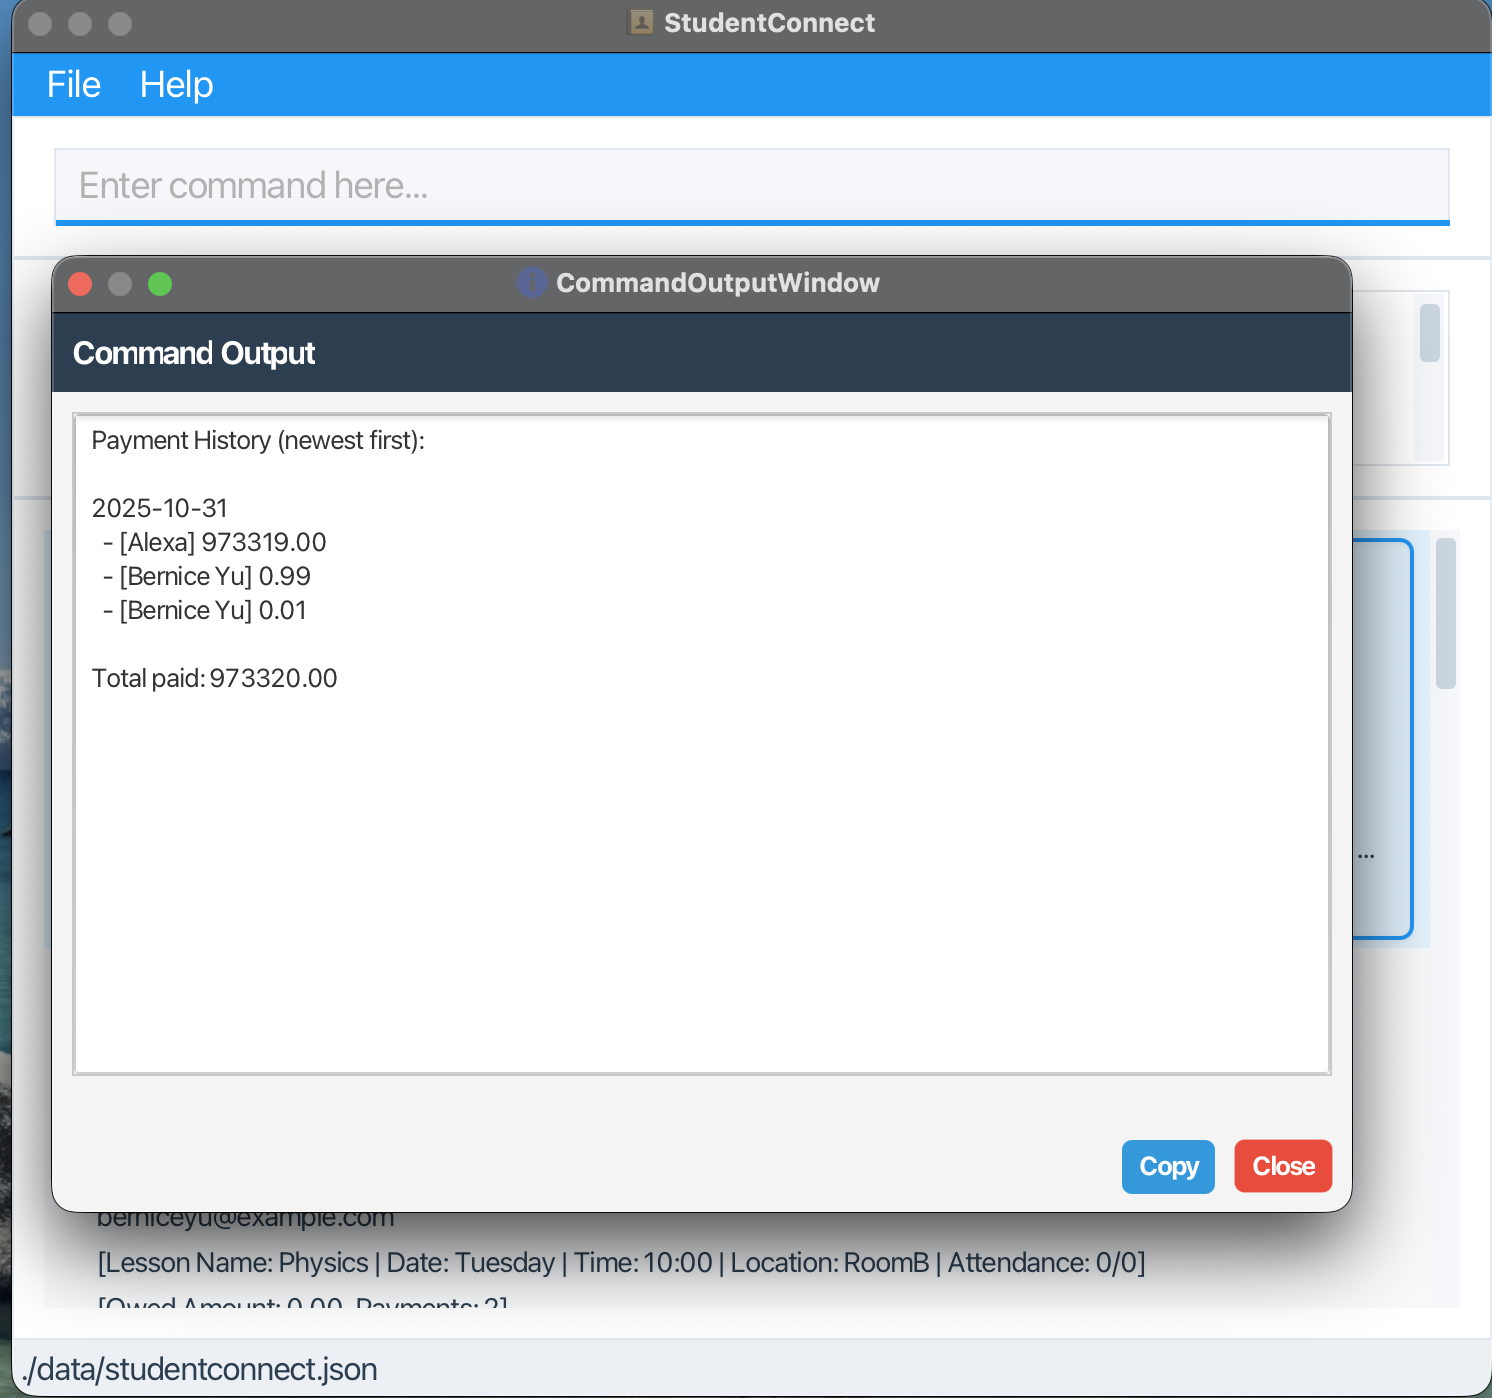 StudentConnect
File Help
Enter command here...
CommandOutputWindow
Command Output
Payment History (newest first):
2025-10-31
- [Alexa] 973319.00
- [Bernice Yu] 0.99
- [Bernice Yu] 0.01
Total paid: 973320.00
...
Copy Close
berniceyu@example.com
[Lesson Name: Physics | Date: Tuesday | Time: 10:00 | Location: RoomB | Attendance: 0/0]
[Owed Amount: 0.00, Payments: 2]
./data/studentconnect.json